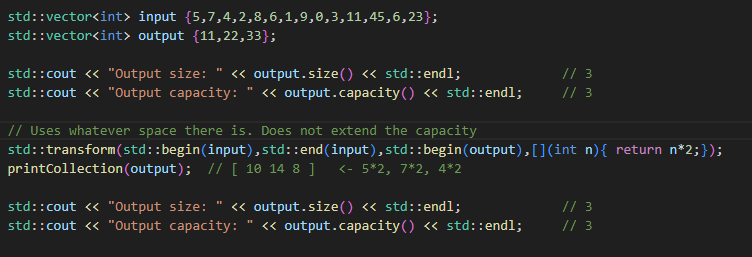 std::vector<int> input {5,7,4,2,8,6,1,9,0,3,11,45,6,23};
std::vector<int> output {11,22,33};
std::cout << "Output size: " << output.size() << std::endl; // 3
std::cout << "Output capacity: " << output.capacity() << std::endl; // 3
// Uses whatever space there is. Does not extend the capacity
std::transform(std::begin(input),std::end(input),std::begin(output),[](int n){ return n*2;});
printCollection(output); // [ 10 14 8 ] <- 5*2, 7*2, 4*2
std::cout << "Output size: " << output.size() << std::endl; // 3
std::cout << "Output capacity: " << output.capacity() << std::endl; // 3